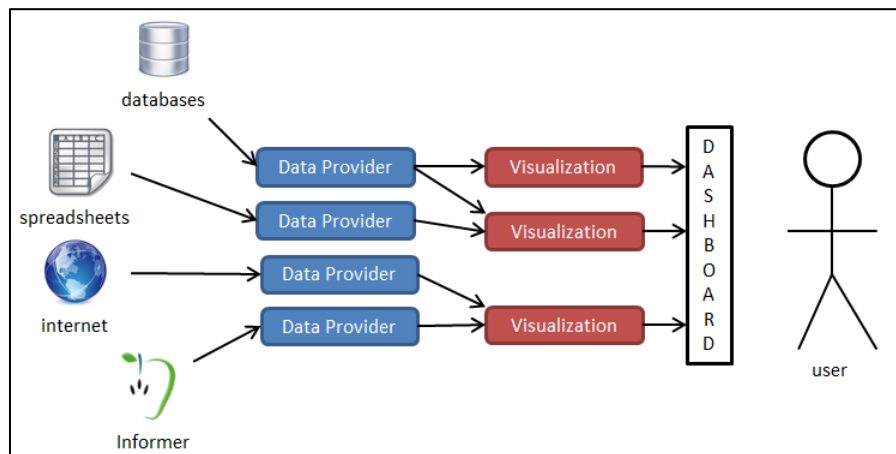 databases
spreadsheets
internet
Informer
Data Provider
Data Provider
Data Provider
Data Provider
Visualization
Visualization
Visualization
D
A
S
H
B
O
A
R
D
user